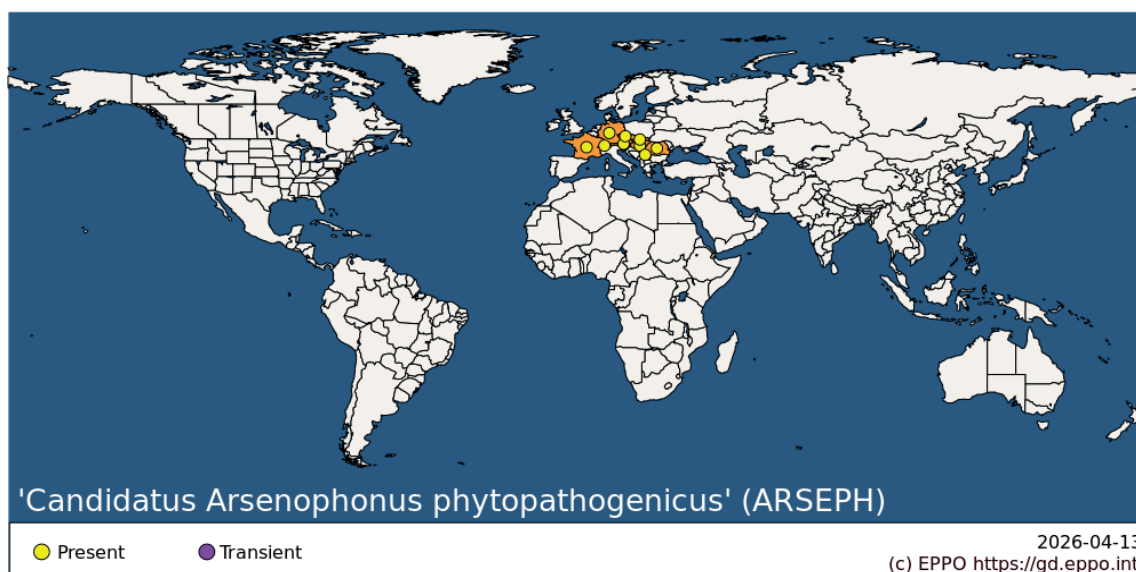 'Candidatus Arsenophonus phytopathogenicus' (ARSEPH)
Present
Transient
2026-04-13
(c) EPPO https://gd.eppo.int